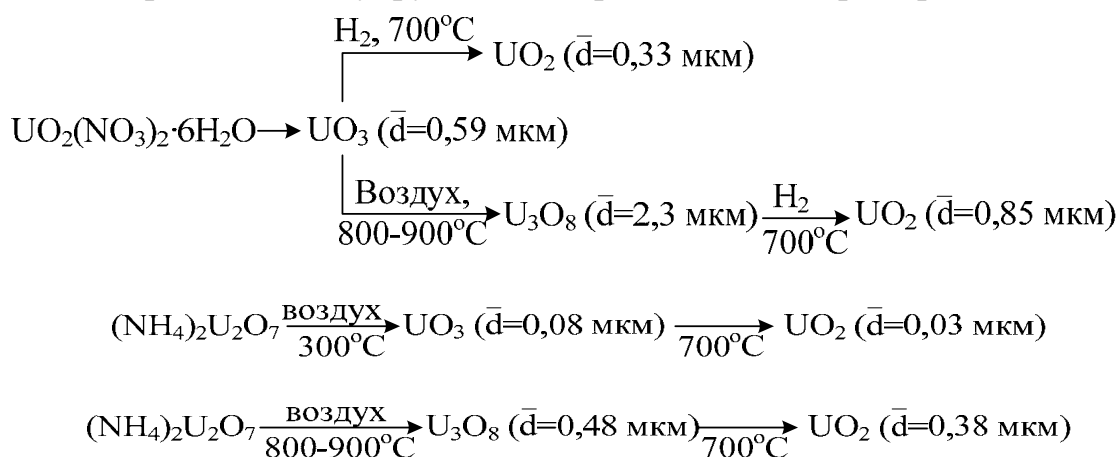 H₂, 700°C
UO₂ (d̅=0,33 мкм)
UO₂(NO₃)₂·6H₂O → UO₃ (d̅=0,59 мкм)
Воздух,
800-900°C
U₃O₈ (d̅=2,3 мкм) H₂ 700°C UO₂ (d̅=0,85 мкм)
(NH₄)₂U₂O₇ воздух 300°C UO₃ (d̅=0,08 мкм) 700°C UO₂ (d̅=0,03 мкм)
(NH₄)₂U₂O₇ воздух 800-900°C U₃O₈ (d̅=0,48 мкм) 700°C UO₂ (d̅=0,38 мкм)